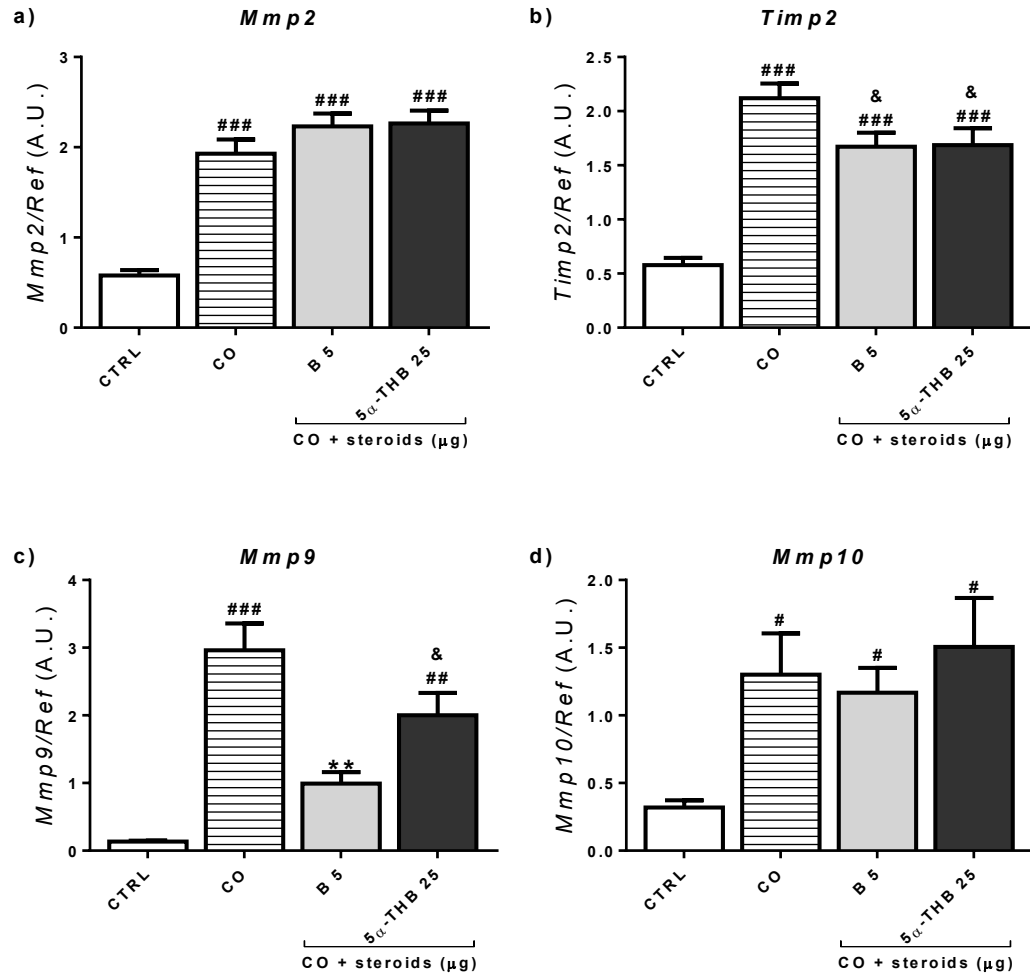 a) Mmp2
Mmp2/Ref (A.U.)
3
2
1
0
###
###
###
CTRL
CO
B 5
5α-THB 25
CO + steroids (μg)
b) Timp2
Timp2/Ref (A.U.)
2.5
2.0
1.5
1.0
0.5
0.0
###
&
###
&
###
CTRL
CO
B 5
5α-THB 25
CO + steroids (μg)
c) Mmp9
Mmp9/Ref (A.U.)
4
3
2
1
0
###
**
&
##
CTRL
CO
B 5
5α-THB 25
CO + steroids (μg)
d) Mmp10
Mmp10/Ref (A.U.)
2.0
1.5
1.0
0.5
0.0
#
#
#
CTRL
CO
B 5
5α-THB 25
CO + steroids (μg)